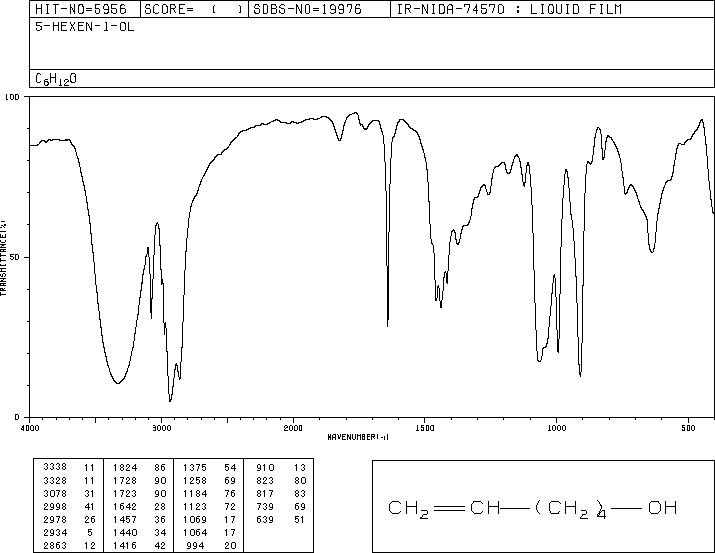 HIT-NO=5956 SCORE= ( ) SDBS-NO=19976 IR-NIDA-74570 : LIQUID FILM
5-HEXEN-1-OL
C6H12O
100
50
0
TRANSMITTANCE(%)
4000 3000 2000 1500 1000 500
WAVENUMBER(-1)
3338 11 1824 86 1375 54 910 13
3328 11 1728 90 1258 69 823 80
3078 31 1723 90 1184 76 817 83
2998 41 1642 28 1123 72 739 69
2978 26 1457 36 1069 17 639 51
2934 5 1440 34 1064 17
2863 12 1416 42 994 20
CH2=CH-(CH2)4-OH